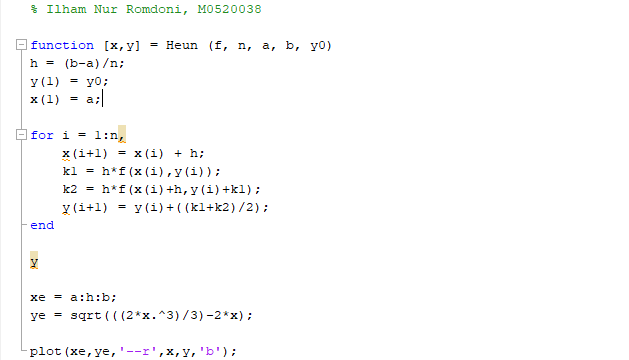 % Ilham Nur Romdoni, M0520038
function [x,y] = Heun (f, n, a, b, y0)
h = (b-a)/n;
y(1) = y0;
x(1) = a;
for i = 1:n,
x(i+1) = x(i) + h;
k1 = h*f(x(i),y(i));
k2 = h*f(x(i)+h,y(i)+k1);
y(i+1) = y(i)+((k1+k2)/2);
end
y
xe = a:h:b;
ye = sqrt(((2*x.^3)/3)-2*x);
plot(xe,ye,'--r',x,y,'b');